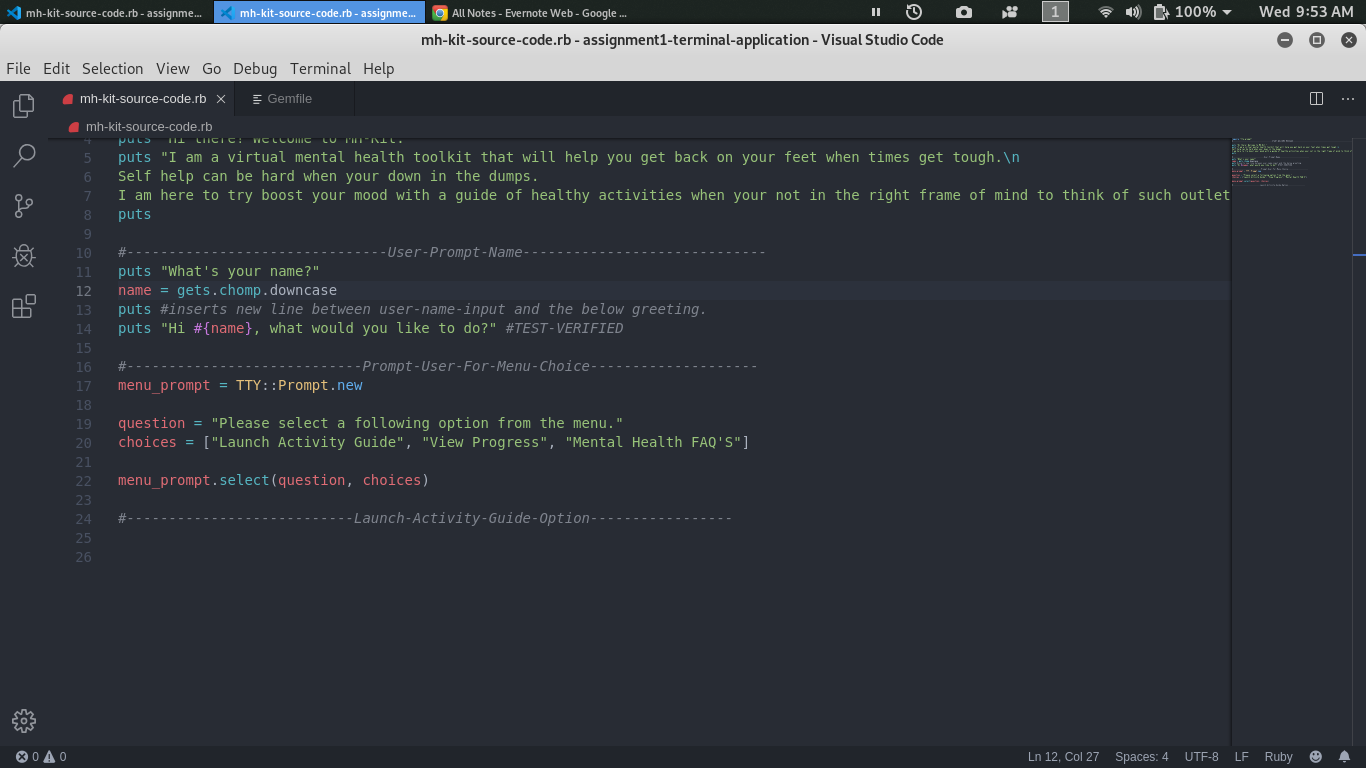 mh-kit-source-code.rb - assignme...
mh-kit-source-code.rb - assignme...
All Notes - Evernote Web - Google ...
1
100%
Wed 9:53 AM
mh-kit-source-code.rb - assignment1-terminal-application - Visual Studio Code
File Edit Selection View Go Debug Terminal Help
mh-kit-source-code.rb
Gemfile
mh-kit-source-code.rb
4 puts "Hi there! Welcome to MH-Kit.
5 puts "I am a virtual mental health toolkit that will help you get back on your feet when times get tough.\n
6 Self help can be hard when your down in the dumps.
7 I am here to try boost your mood with a guide of healthy activities when your not in the right frame of mind to think of such outlet
8 puts
9
10 #-------------------------------User-Prompt-Name-----------------------------
11 puts "What's your name?"
12 name = gets.chomp.downcase
13 puts #inserts new line between user-name-input and the below greeting.
14 puts "Hi #{name}, what would you like to do?" #TEST-VERIFIED
15
16 #----------------------------Prompt-User-For-Menu-Choice--------------------
17 menu_prompt = TTY::Prompt.new
18
19 question = "Please select a following option from the menu."
20 choices = ["Launch Activity Guide", "View Progress", "Mental Health FAQ'S"]
21
22 menu_prompt.select(question, choices)
23
24 #---------------------------Launch-Activity-Guide-Option-----------------
25
26
0 0
Ln 12, Col 27 Spaces: 4 UTF-8 LF Ruby